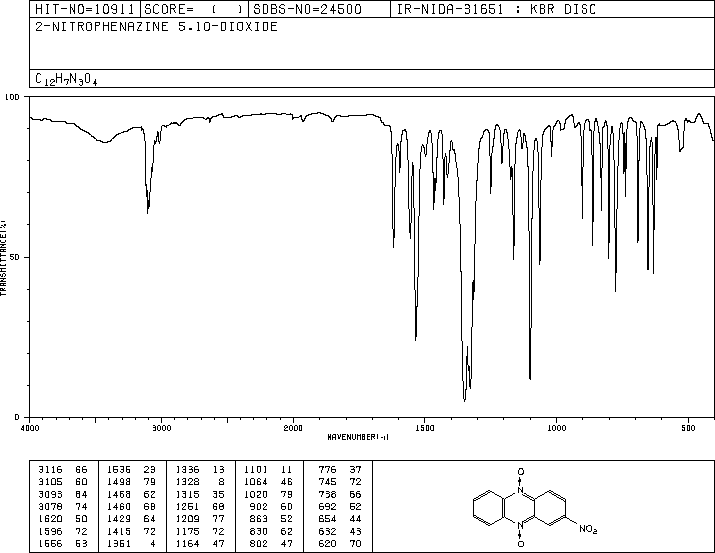 HIT-NO=10911 SCORE= ( ) SDBS-NO=24500 IR-NIDA-31651 : KBR DISC
2-NITROPHENAZINE 5,10-DIOXIDE
C12H7N3O4
100
50
0
TRANSMITTANCE(%)
4000 3000 2000 1500 1000 500
WAVENUMBER(-1)
3116 66 1536 23 1336 13 1101 11 776 37
3105 60 1498 79 1328 8 1064 46 745 72
3093 84 1468 62 1315 35 1020 79 738 66
3078 74 1460 68 1251 68 902 60 692 52
1620 50 1429 64 1209 77 863 52 654 44
1596 72 1415 72 1175 72 830 62 632 43
1556 53 1351 4 1164 47 802 47 620 70
O
N
N
O
NO2